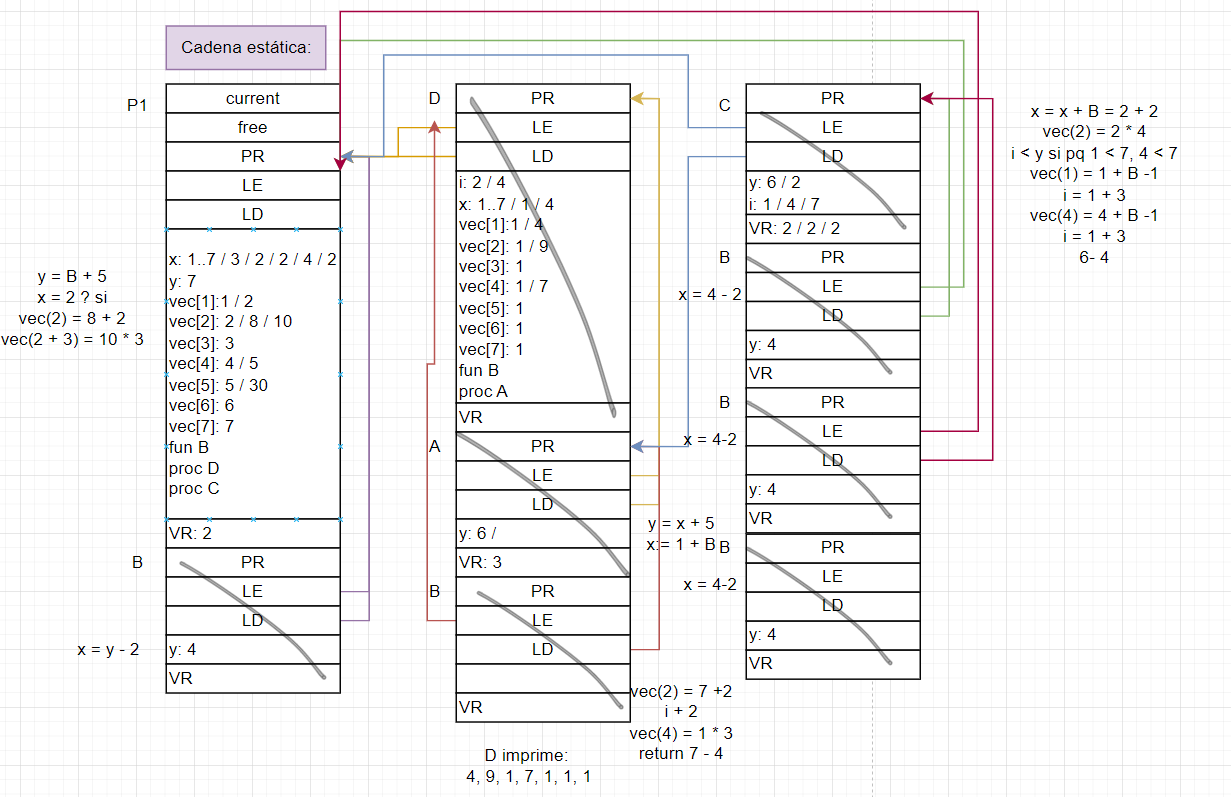 Cadena estática:
P1
current
free
PR
LE
LD
x: 1..7 / 3 / 2 / 2 / 4 / 2
y: 7
vec[1]:1 / 2
vec[2]: 2 / 8 / 10
vec[3]: 3
vec[4]: 4 / 5
vec[5]: 5 / 30
vec[6]: 6
vec[7]: 7
fun B
proc D
proc C
VR: 2
y = B + 5
x = 2 ? si
vec(2) = 8 + 2
vec(2 + 3) = 10 * 3
B
PR
LE
LD
y: 4
VR
x = y - 2
D
PR
LE
LD
i: 2 / 4
x: 1..7 / 1 / 4
vec[1]:1 / 4
vec[2]: 1 / 9
vec[3]: 1
vec[4]: 1 / 7
vec[5]: 1
vec[6]: 1
vec[7]: 1
fun B
proc A
VR
A
PR
LE
LD
y: 6 /
VR: 3
y = x + 5
x:= 1 + B
B
PR
LE
LD
VR
vec(2) = 7 +2
i + 2
vec(4) = 1 * 3
return 7 - 4
D imprime:
4, 9, 1, 7, 1, 1, 1
C
PR
LE
LD
y: 6 / 2
i: 1 / 4 / 7
VR: 2 / 2 / 2
B
PR
LE
LD
y: 4
VR
x = 4 - 2
B
PR
LE
LD
y: 4
VR
x = 4-2
B
PR
LE
LD
y: 4
VR
x = 4-2
x = x + B = 2 + 2
vec(2) = 2 * 4
i < y si pq 1 < 7, 4 < 7
vec(1) = 1 + B -1
i = 1 + 3
vec(4) = 4 + B -1
i = 1 + 3
6- 4